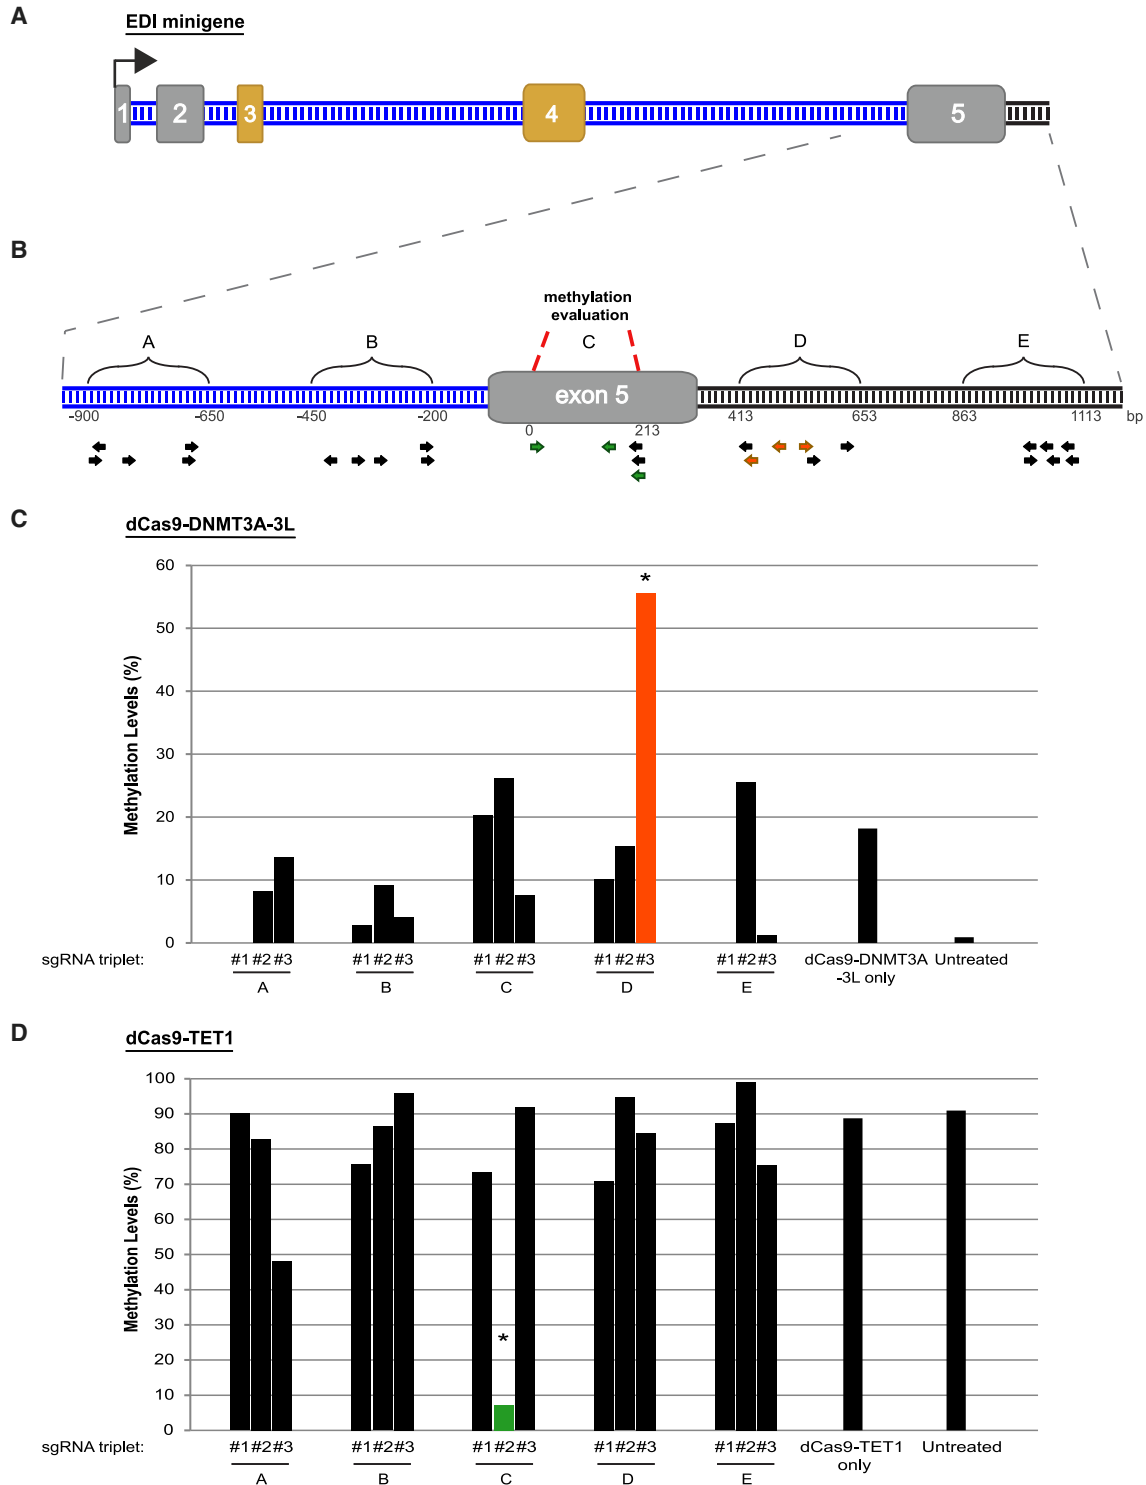 A
EDI minigene
1 2 3 4 5
B
methylation
evaluation
A B C D E
exon 5
-900 -650 -450 -200 0 213 413 653 863 1113 bp
C
dCas9-DNMT3A-3L
Methylation Levels (%)
60
50
40
30
20
10
0
*
sgRNA triplet: #1 #2 #3 #1 #2 #3 #1 #2 #3 #1 #2 #3 #1 #2 #3 dCas9-DNMT3A Untreated
-3L only
A B C D E
D
dCas9-TET1
Methylation Levels (%)
100
90
80
70
60
50
40
30
20
10
0
*
sgRNA triplet: #1 #2 #3 #1 #2 #3 #1 #2 #3 #1 #2 #3 #1 #2 #3 dCas9-TET1 Untreated
only
A B C D E